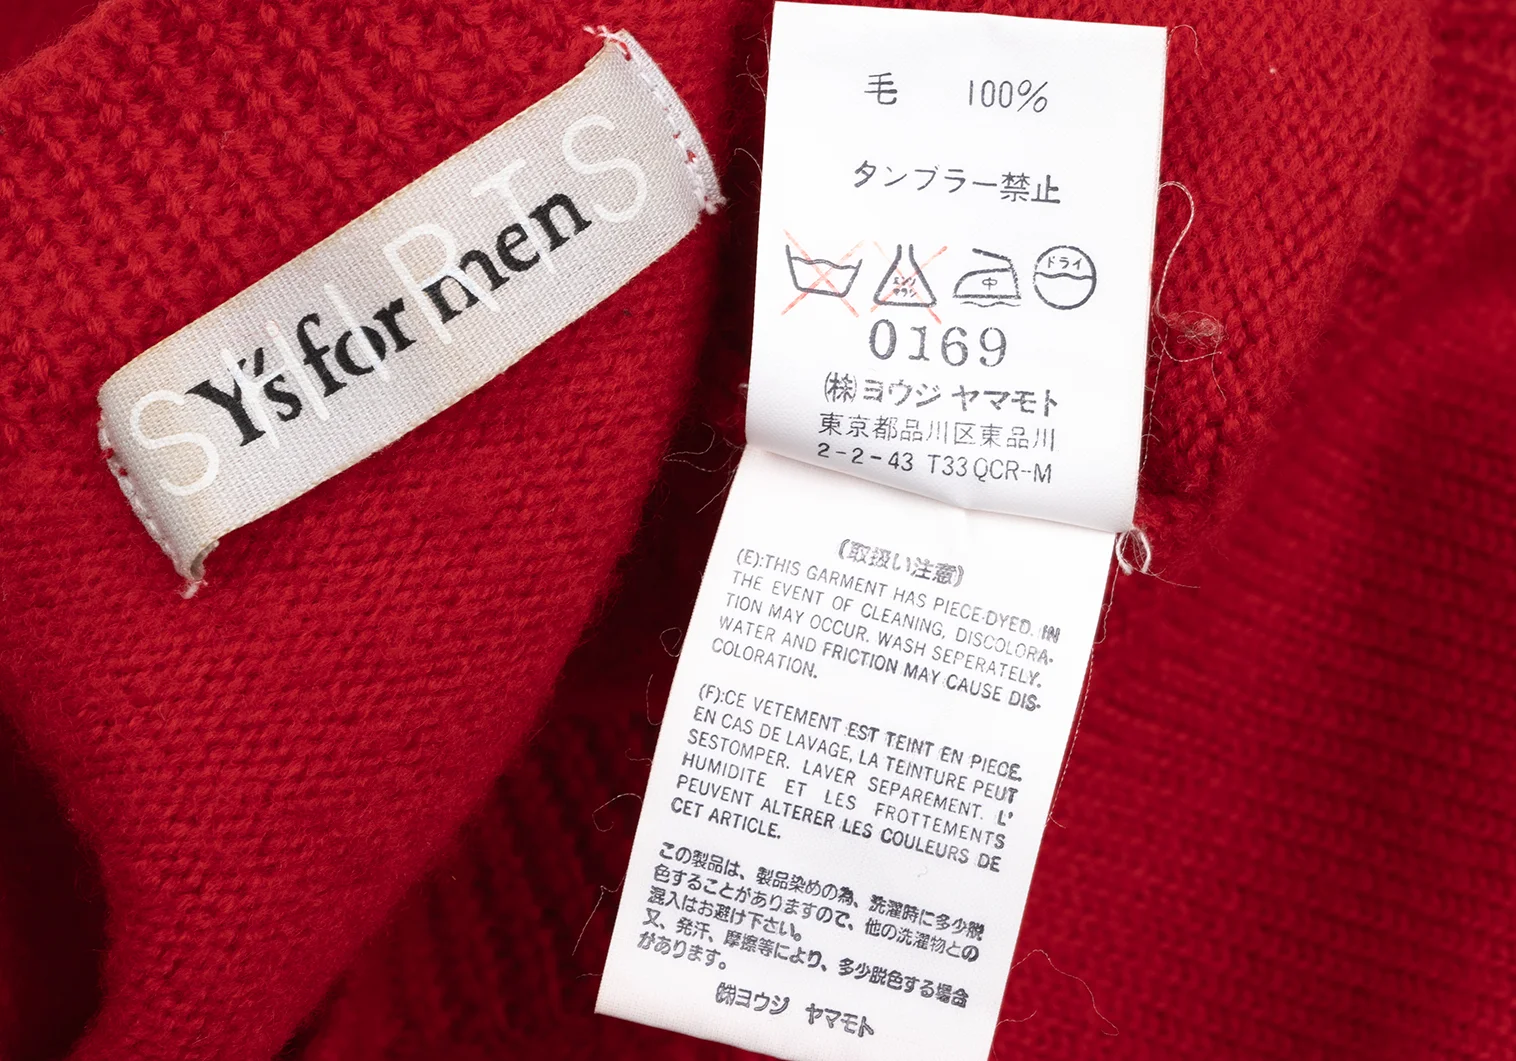 SHIRTS
Y's for men
毛 100%
タンブラー禁止
エンソ
サラシ
中
ドライ
0169
(株)ヨウジ ヤマモト
東京都品川区東品川
2-2-43 T33QCR-M
(取扱い注意)
(E):THIS GARMENT HAS PIECE-DYED. IN
THE EVENT OF CLEANING, DISCOLORA-
TION MAY OCCUR. WASH SEPERATELY.
WATER AND FRICTION MAY CAUSE DIS-
COLORATION.
(F):CE VETEMENT EST TEINT EN PIECE.
EN CAS DE LAVAGE, LA TEINTURE PEUT
SESTOMPER. LAVER SEPAREMENT. L'
HUMIDITE ET LES FROTTEMENTS
PEUVENT ALTERER LES COULEURS DE
CET ARTICLE.
この製品は、製品染めの為、洗濯時に多少脱
色することがありますので、他の洗濯物との
混入はお避け下さい。
又、発汗、摩擦等により、多少脱色する場合
があります。
㈱ヨウジ ヤマモト